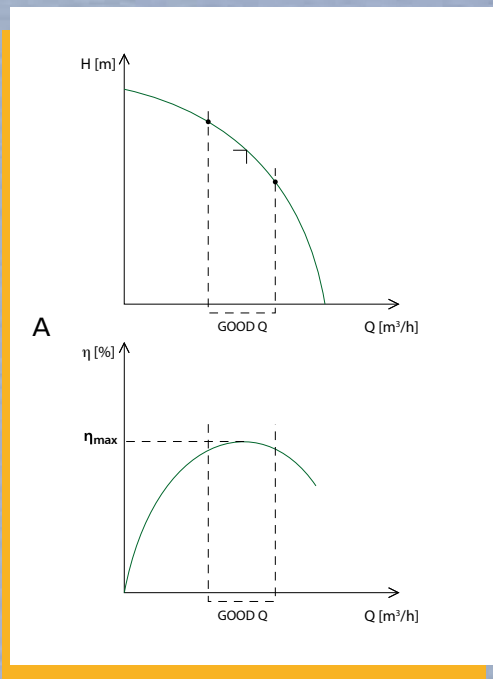 H [m]
GOOD Q
Q [m³/h]
A
η [%]
ηmax
GOOD Q
Q [m³/h]